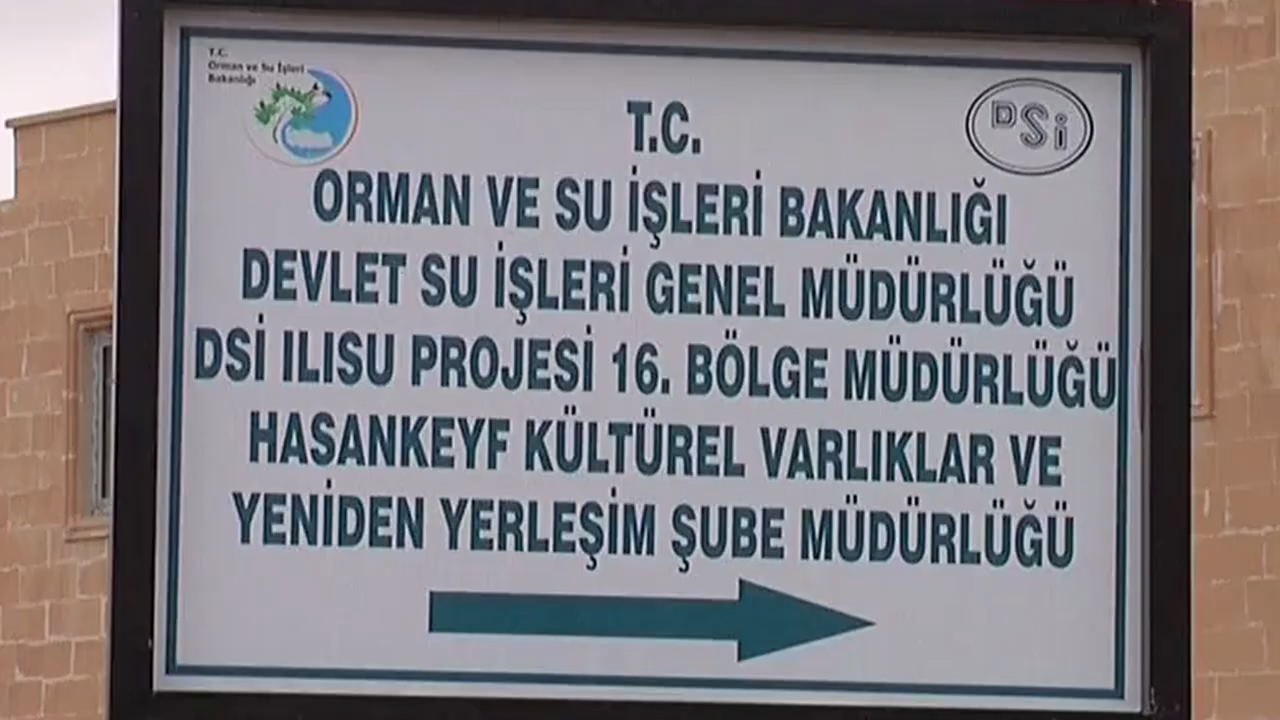 T.C.
Orman ve Su İşleri
Bakanlığı
DSİ
T.C.
ORMAN VE SU İŞLERİ BAKANLIĞI
DEVLET SU İŞLERİ GENEL MÜDÜRLÜĞÜ
DSİ ILISU PROJESİ 16. BÖLGE MÜDÜRLÜĞÜ
HASANKEYF KÜLTÜREL VARLIKLAR VE
YENİDEN YERLEŞİM ŞUBE MÜDÜRLÜĞÜ